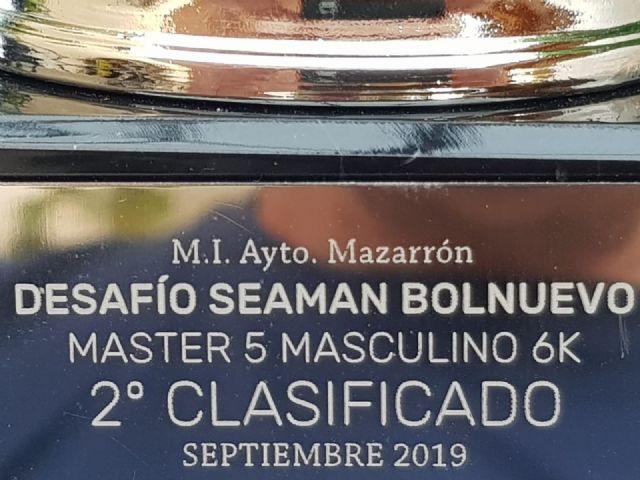 M.I. Ayto. Mazarrón
DESAFÍO SEAMAN BOLNUEVO
MASTER 5 MASCULINO 6K
2º CLASIFICADO
SEPTIEMBRE 2019